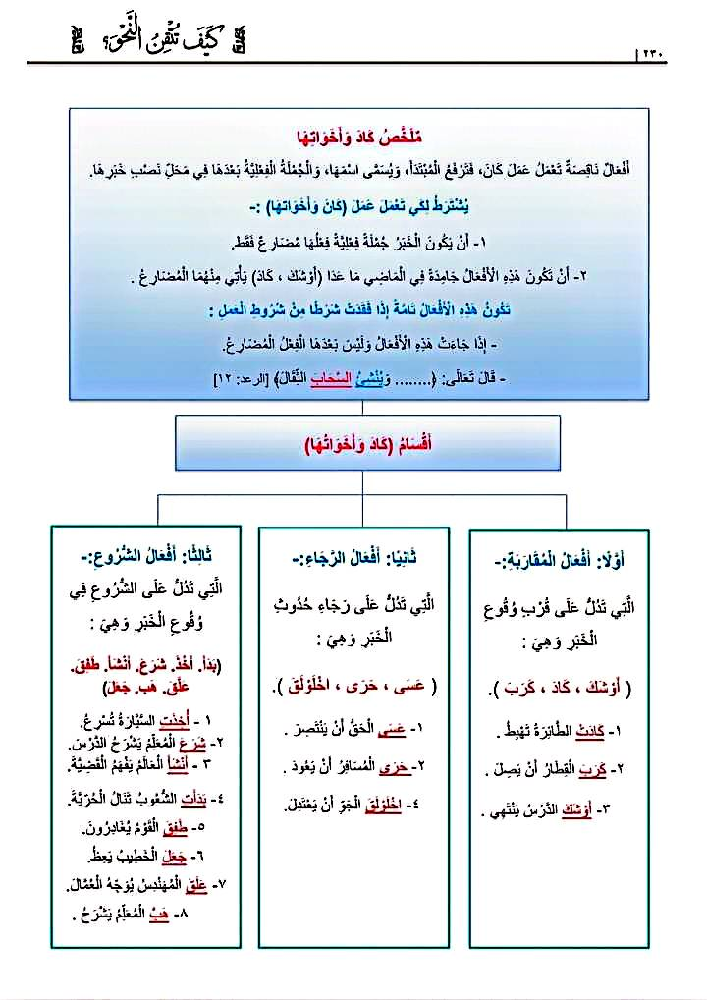 كَيْفَ تُتْقِنُ النَّحْوَ؟
٢٣٠
مُلَخَّصُ كَادَ وَأَخَوَاتِهَا
أَفْعَالٌ نَاقِصَةٌ تَعْمَلُ عَمَلَ كَانَ، فَتَرْفَعُ الْمُبْتَدَأَ، وَيُسَمَّى اسْمَهَا، وَالْجُمْلَةُ الْفِعْلِيَّةُ بَعْدَهَا فِي مَحَلِّ نَصْبِ خَبَرِهَا.
يُشْتَرَطُ لِكَي تَعْمَلَ عَمَلَ (كَانَ وَأَخَوَاتهَا) :-
١- أَنْ يَكُونَ الْخَبَرُ جُمْلَةً فِعْلِيَّةً فِعْلُهَا مُضَارِعٌ فَقَط.
٢- أَنْ تَكُونَ هَذِهِ الْأَفْعَالُ جَامِدَةً فِي الْمَاضِي مَا عَدَا (أَوْشَكَ ، كَادَ) يَأْتِي مِنْهُمَا الْمُضَارِعُ .
تَكُونُ هَذِهِ الْأَفْعَالُ تَامَّةً إِذَا فَقَدَتْ شَرْطًا مِنْ شُرُوطِ الْعَمَلِ :
- إِذَا جَاءَتْ هَذِهِ الْأَفْعَالُ وَلَيْسَ بَعْدَهَا الْفِعْلُ الْمُضَارِعُ.
- قَالَ تَعَالَى: ﴿........ وَيُنْشِئُ السَّحَابَ الثِّقَالَ﴾ [الرعد: ١٢]
أَقْسَامُ (كَادَ وَأَخَوَاتُهَا)
أَوَّلًا: أَفْعَالُ الْمُقَارَبَةِ:-
الَّتِي تَدُلُّ عَلَى قُرْبِ وُقُوعِ
الْخَبَرِ وَهِيَ :
( أَوْشَكَ ، كَادَ ، كَرَبَ ).
١- كَادَتْ الطَّائِرَةُ تَهْبِطُ .
٢- كَرَبَ الْقِطَارُ أَنْ يَصِلَ .
٣- أَوْشَكَ الدَّرْسُ يَنْتَهِي .
ثَانِيًا: أَفْعَالُ الرَّجَاءِ:-
الَّتِي تَدُلُّ عَلَى رَجَاءِ حُدُوثِ
الْخَبَرِ وَهِيَ :
( عَسَى ، حَرَى ، اخْلَوْلَقَ ).
١- عَسَى الْحَقُّ أَنْ يَنْتَصِرَ .
٢- حَرَى الْمُسَافِرُ أَنْ يَعُودَ .
٤- اخْلَوْلَقَ الْجَوّ أَنْ يَعْتَدِلَ.
ثَالِثًا: أَفْعَالُ الشُّرُوعِ:-
الَّتِي تَدُلُّ عَلَى الشُّرُوعِ فِي
وُقُوعِ الْخَبَرِ وَهِيَ :
(بَدَأَ. أَخَذَ. شَرَعَ. أَنْشَأَ. طَفِقَ.
عَلَّقَ. هَب. جَعَلَ)
١ - أَخِذَتِ السَّيَّارَةُ تُسْرِعُ.
٢- شَرَعَ الْمُعَلِّمُ يَشْرَحُ الدَّرْسَ.
٣ - أَنْشَأَ الْعَالَمُ يَفْهَمُ الْقَضِيَّةَ.
٤- بَدَأَتِ الشُّعُوبُ تَنَالُ الْحُرِّيَّةَ.
٥- طَفِقَ الْقَوْمُ يُغَادِرُونَ.
٦- جَعَلَ الْخَطِيبُ يَعِظُ.
٧- عَلَقَ الْمُهَنْدِسُ يُوَجِّهُ الْعُمَّالَ.
٨- هَبَّ الْمُعَلِّمُ يَشْرَحُ .